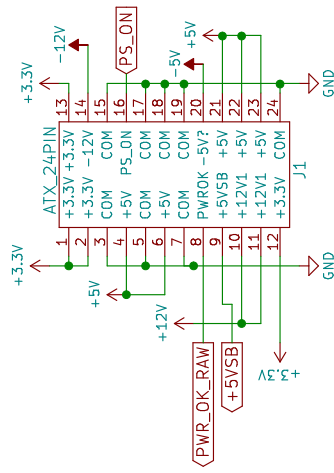 +3.3V
-12V
PS_ON
-5V
+5V
GND
13
14
15
16
17
18
19
20
21
22
23
24
ATX_24PIN
+3.3V
-12V
COM
PS_ON
COM
COM
COM
-5V?
+5V
+5V
+5V
COM
J1
+3.3V
+3.3V
COM
+5V
COM
+5V
COM
PWROK
+5VSB
+12V1
+12V1
+3.3V
1
2
3
4
5
6
7
8
9
10
11
12
+3.3V
+5V
+12V
PWR_OK_RAW
+5VSB
+3.3V
GND